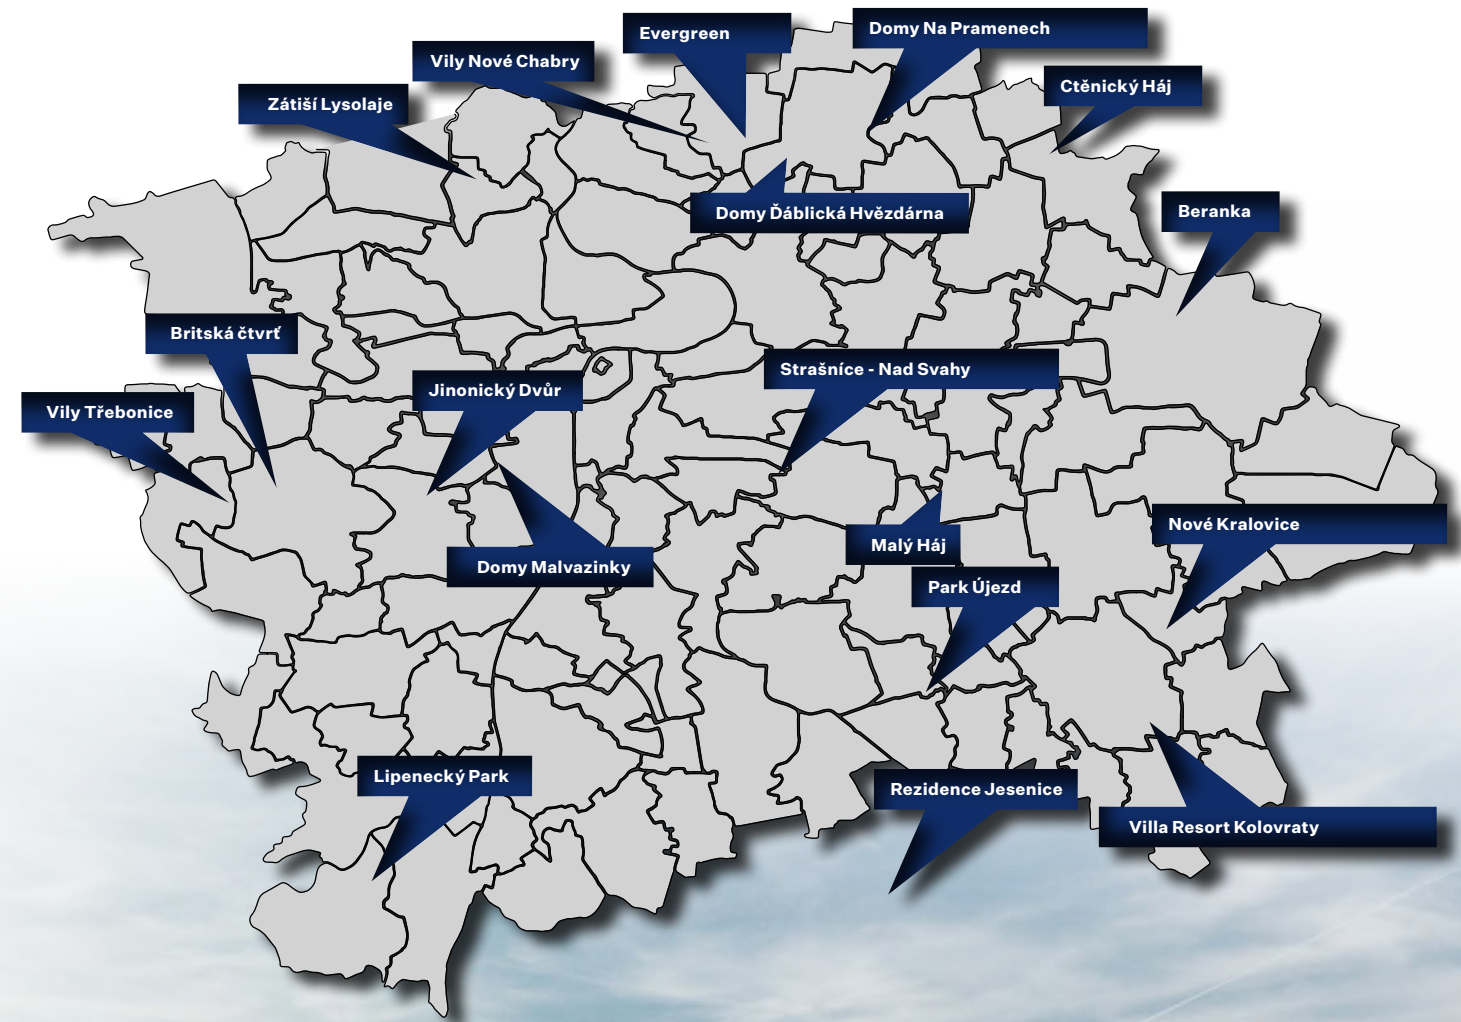 Domy Na Pramenech
Evergreen
Vily Nové Chabry
Ctěnický Háj
Zátiší Lysolaje
Domy Ďáblická Hvězdárna
Beranka
Britská čtvrť
Strašníce - Nad Svahy
Jinonický Dvůr
Vily Třebonice
Nové Kralovice
Malý Háj
Domy Malvazinky
Park Újezd
Lipenecký Park
Rezidence Jesenice
Villa Resort Kolovraty